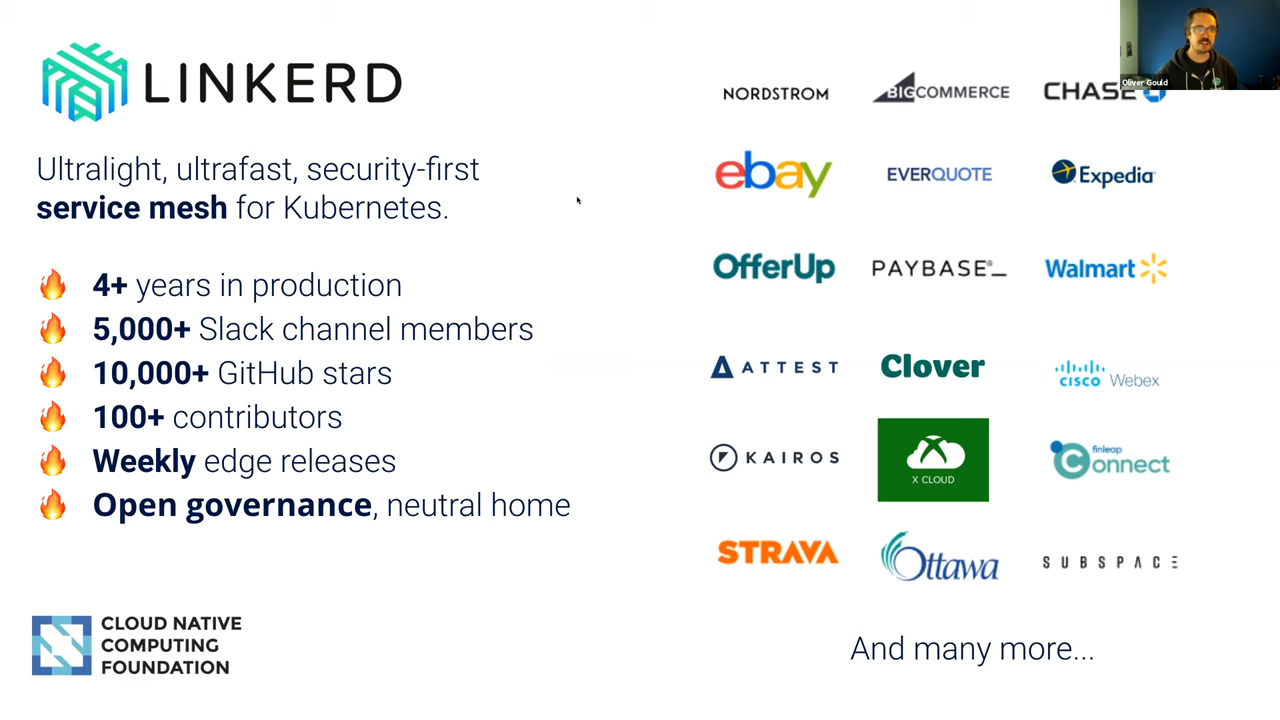 LINKERD
Ultralight, ultrafast, security-first
service mesh for Kubernetes.
4+ years in production
5,000+ Slack channel members
10,000+ GitHub stars
100+ contributors
Weekly edge releases
Open governance, neutral home
CLOUD NATIVE
COMPUTING
FOUNDATION
NORDSTROM
BIGCOMMERCE
CHASE
Oliver Gould
ebay
EVERQUOTE
Expedia
OfferUp
PAYBASE
Walmart
ATTEST
Clover
CISCO Webex
KAIROS
X CLOUD
finleap
Connect
STRAVA
Ottawa
SUBSPACE
And many more...